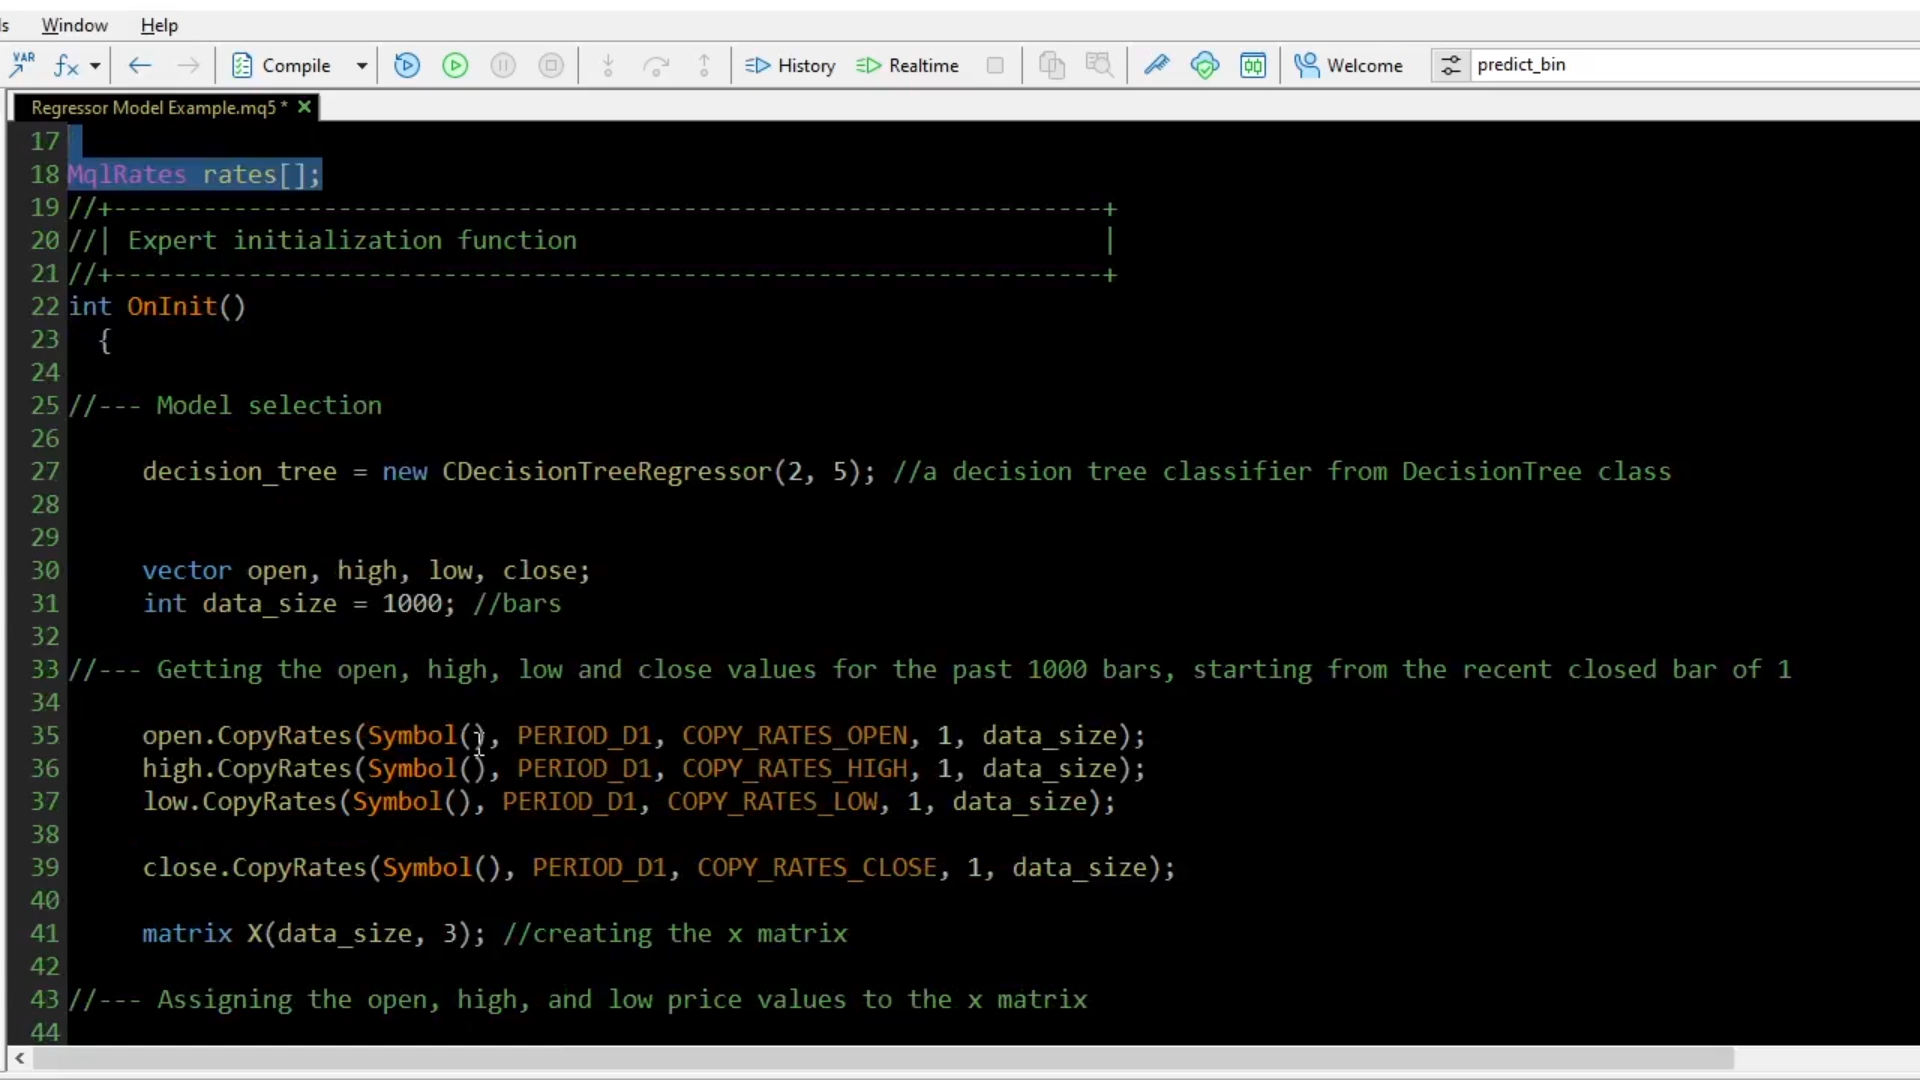 ls Window Help
VAR fx Compile History Realtime Welcome predict_bin
Regressor Model Example.mq5 *
17
18 MqlRates rates[];
19 //+------------------------------------------------------------------+
20 //| Expert initialization function |
21 //+------------------------------------------------------------------+
22 int OnInit()
23 {
24
25 //--- Model selection
26
27 decision_tree = new CDecisionTreeRegressor(2, 5); //a decision tree classifier from DecisionTree class
28
29
30 vector open, high, low, close;
31 int data_size = 1000; //bars
32
33 //--- Getting the open, high, low and close values for the past 1000 bars, starting from the recent closed bar of 1
34
35 open.CopyRates(Symbol(), PERIOD_D1, COPY_RATES_OPEN, 1, data_size);
36 high.CopyRates(Symbol(), PERIOD_D1, COPY_RATES_HIGH, 1, data_size);
37 low.CopyRates(Symbol(), PERIOD_D1, COPY_RATES_LOW, 1, data_size);
38
39 close.CopyRates(Symbol(), PERIOD_D1, COPY_RATES_CLOSE, 1, data_size);
40
41 matrix X(data_size, 3); //creating the x matrix
42
43 //--- Assigning the open, high, and low price values to the x matrix
44